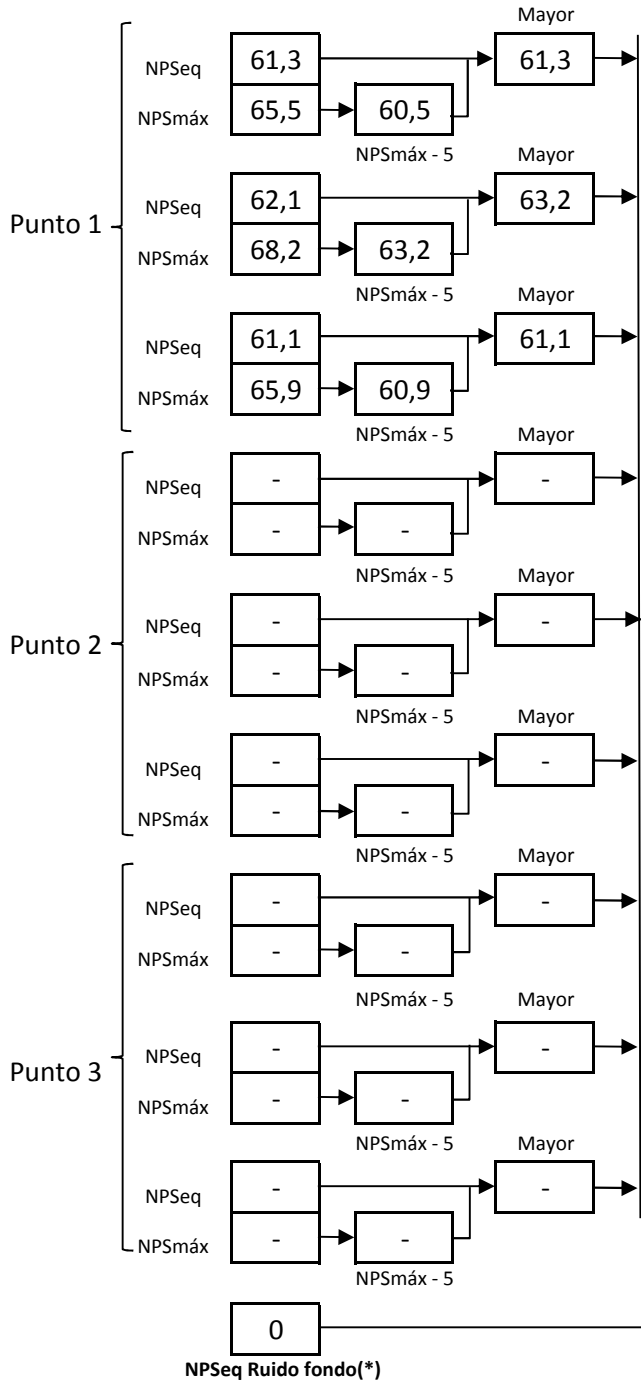 Mayor
NPSeq 61,3 61,3
NPSmáx 65,5 60,5
NPSmáx - 5 Mayor
Punto 1
NPSeq 62,1 63,2
NPSmáx 68,2 63,2
NPSmáx - 5 Mayor
NPSeq 61,1 61,1
NPSmáx 65,9 60,9
NPSmáx - 5 Mayor
NPSeq - -
NPSmáx - -
NPSmáx - 5 Mayor
Punto 2
NPSeq - -
NPSmáx - -
NPSmáx - 5 Mayor
NPSeq - -
NPSmáx - -
NPSmáx - 5 Mayor
NPSeq - -
NPSmáx - -
NPSmáx - 5 Mayor
Punto 3
NPSeq - -
NPSmáx - -
NPSmáx - 5 Mayor
NPSeq - -
NPSmáx - -
NPSmáx - 5
0
NPSeq Ruido fondo(*)